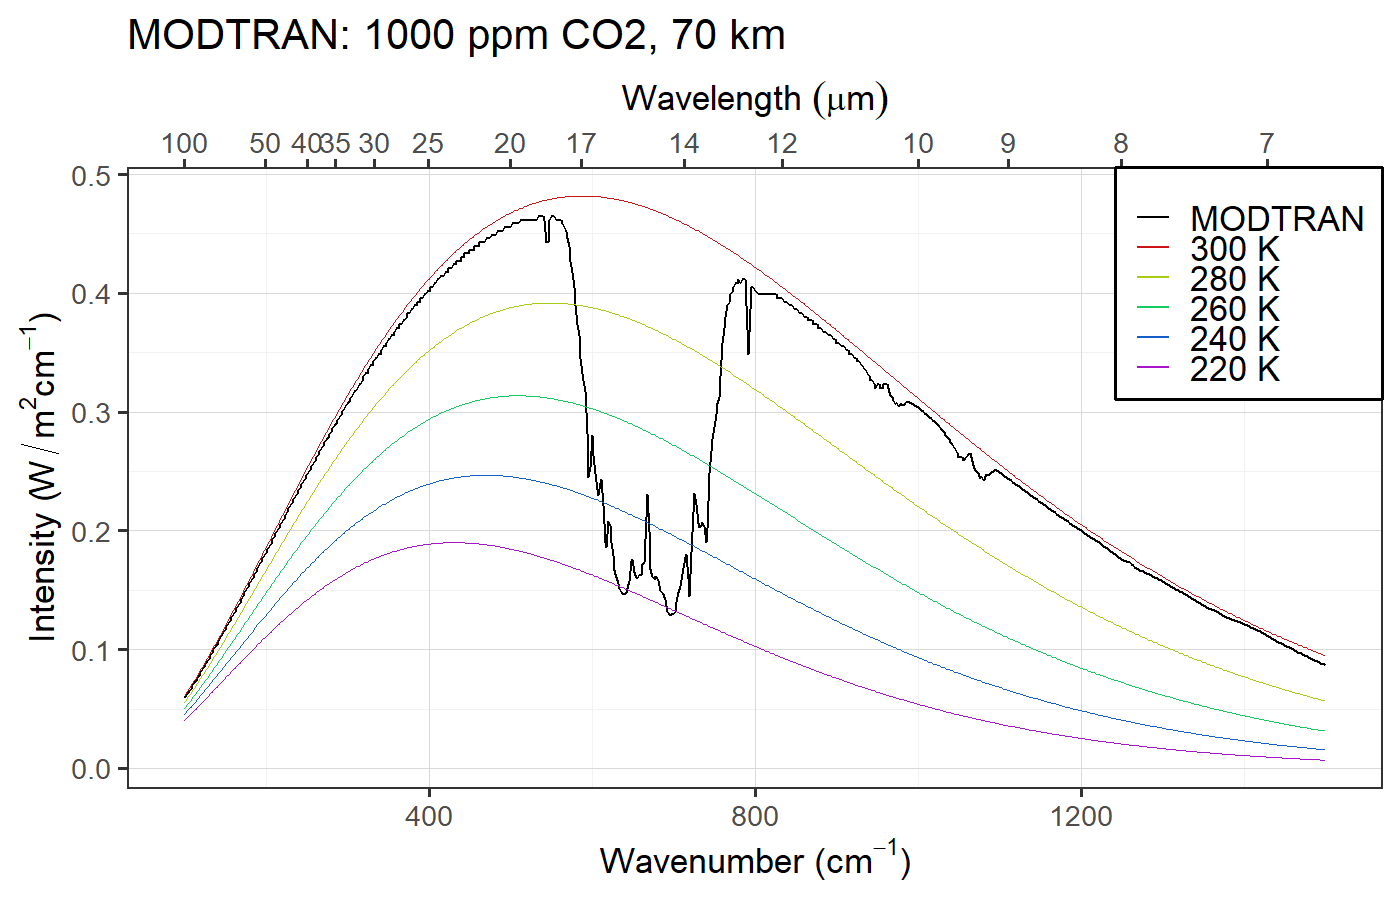 MODTRAN: 1000 ppm CO2, 70 km
Wavelength (μm)
100 50 40 35 30 25 20 17 14 12 10 9 8 7
0.5
0.4
0.3
0.2
0.1
0.0
Intensity (W / m²cm⁻¹)
MODTRAN
300 K
280 K
260 K
240 K
220 K
400 800 1200
Wavenumber (cm⁻¹)